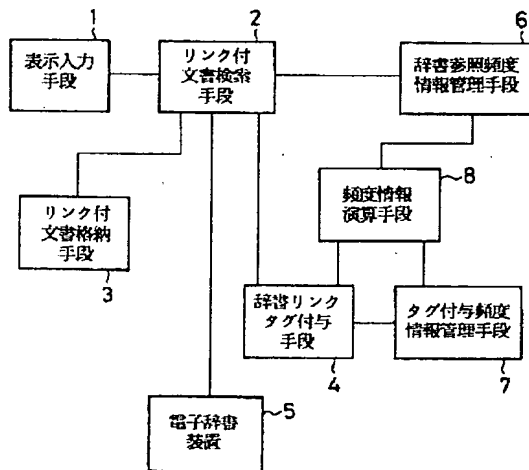 1
表示入力
手段
2
リンク付
文書検索
手段
6
辞書参照頻度
情報管理手段
8
頻度情報
演算手段
リンク付
文書格納
手段
3
辞書リンク
タグ付与
手段
4
タグ付与頻度
情報管理手段
7
5
電子辞書
装置